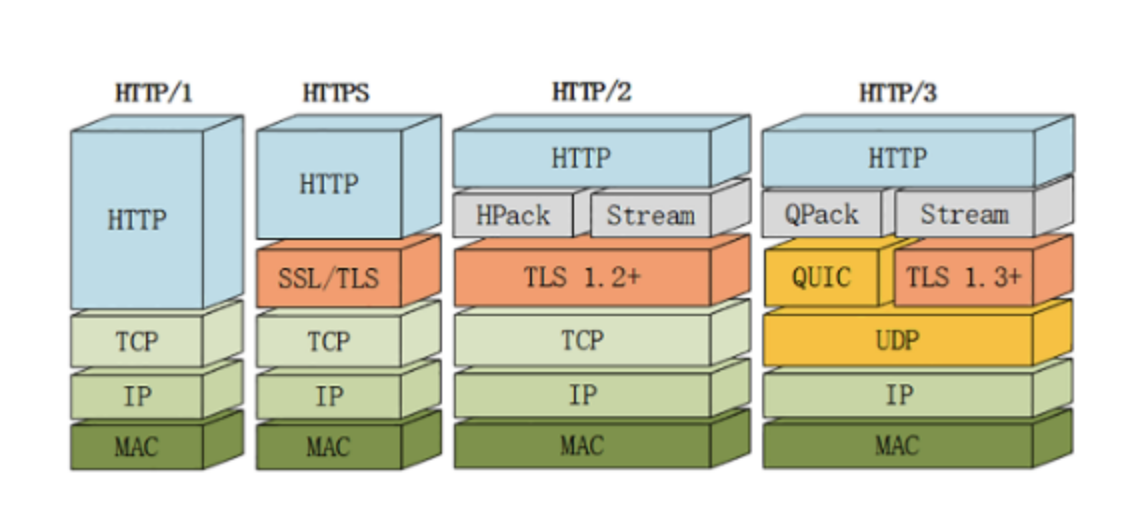 HTTP/1 HTTPS HTTP/2 HTTP/3
HTTP HTTP HTTP HTTP
HPack Stream QPack Stream
SSL/TLS TLS 1.2+ QUIC TLS 1.3+
TCP TCP TCP UDP
IP IP IP IP
MAC MAC MAC MAC